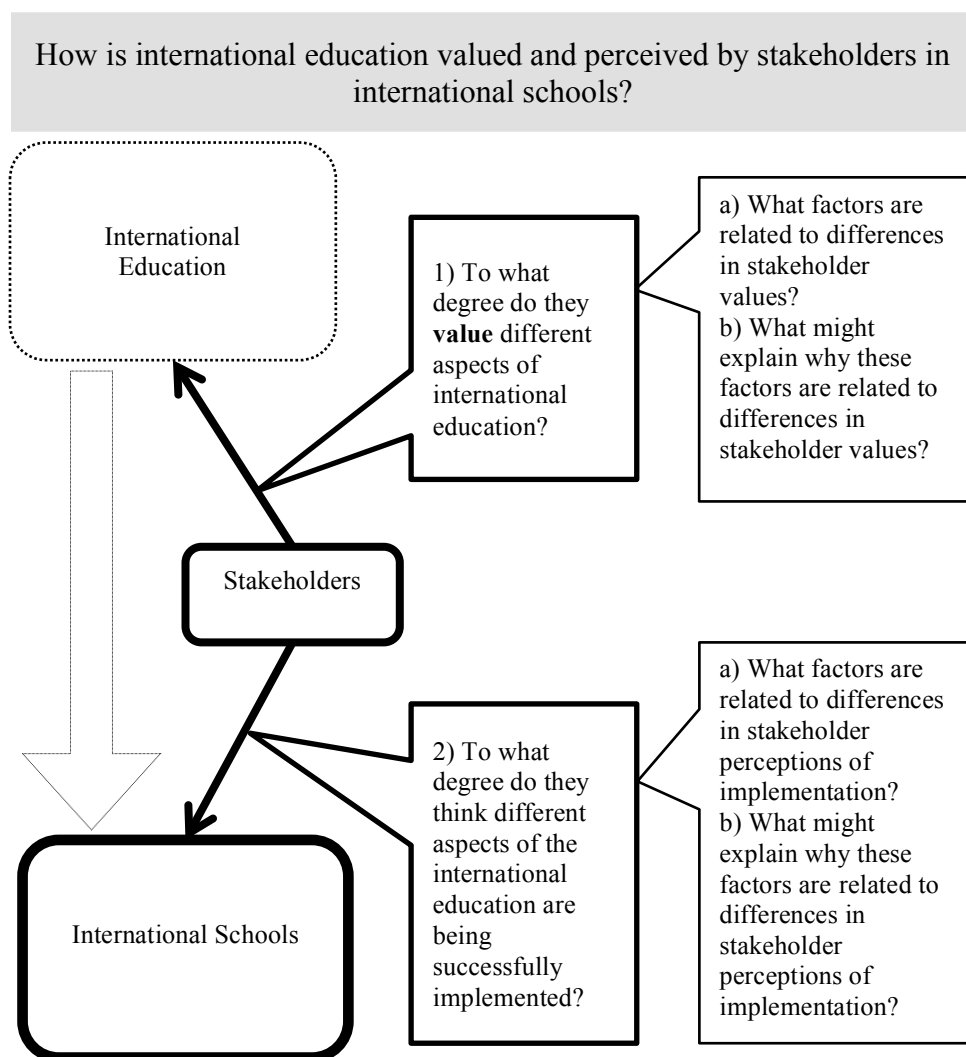 How is international education valued and perceived by stakeholders in
international schools?
International
Education
1) To what
degree do they
value different
aspects of
international
education?
a) What factors are
related to differences
in stakeholder
values?
b) What might
explain why these
factors are related to
differences in
stakeholder values?
Stakeholders
2) To what
degree do they
think different
aspects of the
international
education are
being
successfully
implemented?
a) What factors are
related to differences
in stakeholder
perceptions of
implementation?
b) What might
explain why these
factors are related to
differences in
stakeholder
perceptions of
implementation?
International Schools